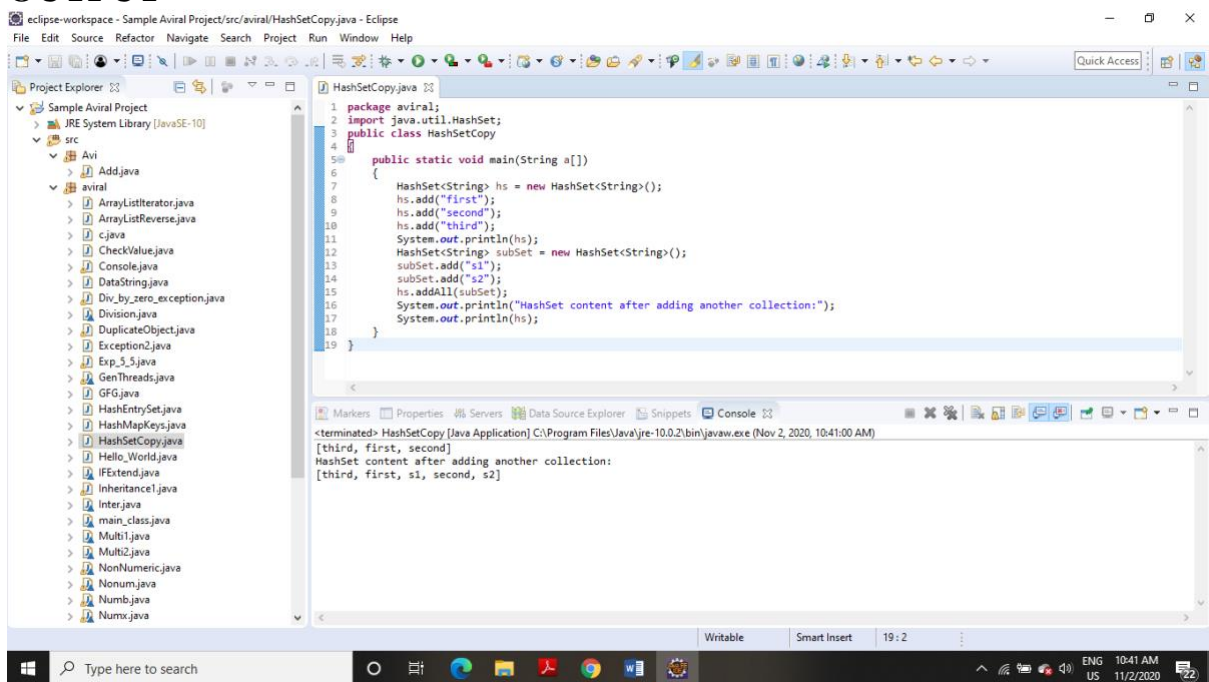 eclipse-workspace - Sample Aviral Project/src/aviral/HashSetCopy.java - Eclipse
File Edit Source Refactor Navigate Search Project Run Window Help
Quick Access
Project Explorer
Sample Aviral Project
JRE System Library [JavaSE-10]
src
Avi
Add.java
aviral
ArrayListIterator.java
ArrayListReverse.java
c.java
CheckValue.java
Console.java
DataString.java
Div_by_zero_exception.java
Division.java
DuplicateObject.java
Exception2.java
Exp_5_5.java
GenThreads.java
GFG.java
HashEntrySet.java
HashMapKeys.java
HashSetCopy.java
Hello_World.java
IFExtend.java
Inheritance1.java
Inter.java
main_class.java
Multi1.java
Multi2.java
NonNumeric.java
Nonum.java
Numb.java
Numx.java
HashSetCopy.java
1 package aviral;
2 import java.util.HashSet;
3 public class HashSetCopy
4 {
5 public static void main(String a[])
6 {
7 HashSet<String> hs = new HashSet<String>();
8 hs.add("first");
9 hs.add("second");
10 hs.add("third");
11 System.out.println(hs);
12 HashSet<String> subSet = new HashSet<String>();
13 subSet.add("s1");
14 subSet.add("s2");
15 hs.addAll(subSet);
16 System.out.println("HashSet content after adding another collection:");
17 System.out.println(hs);
18 }
19 }
Markers Properties Servers Data Source Explorer Snippets Console
<terminated> HashSetCopy [Java Application] C:\Program Files\Java\jre-10.0.2\bin\javaw.exe (Nov 2, 2020, 10:41:00 AM)
[third, first, second]
HashSet content after adding another collection:
[third, first, s1, second, s2]
Writable Smart Insert 19 : 2
Type here to search
ENG 10:41 AM
US 11/2/2020
22